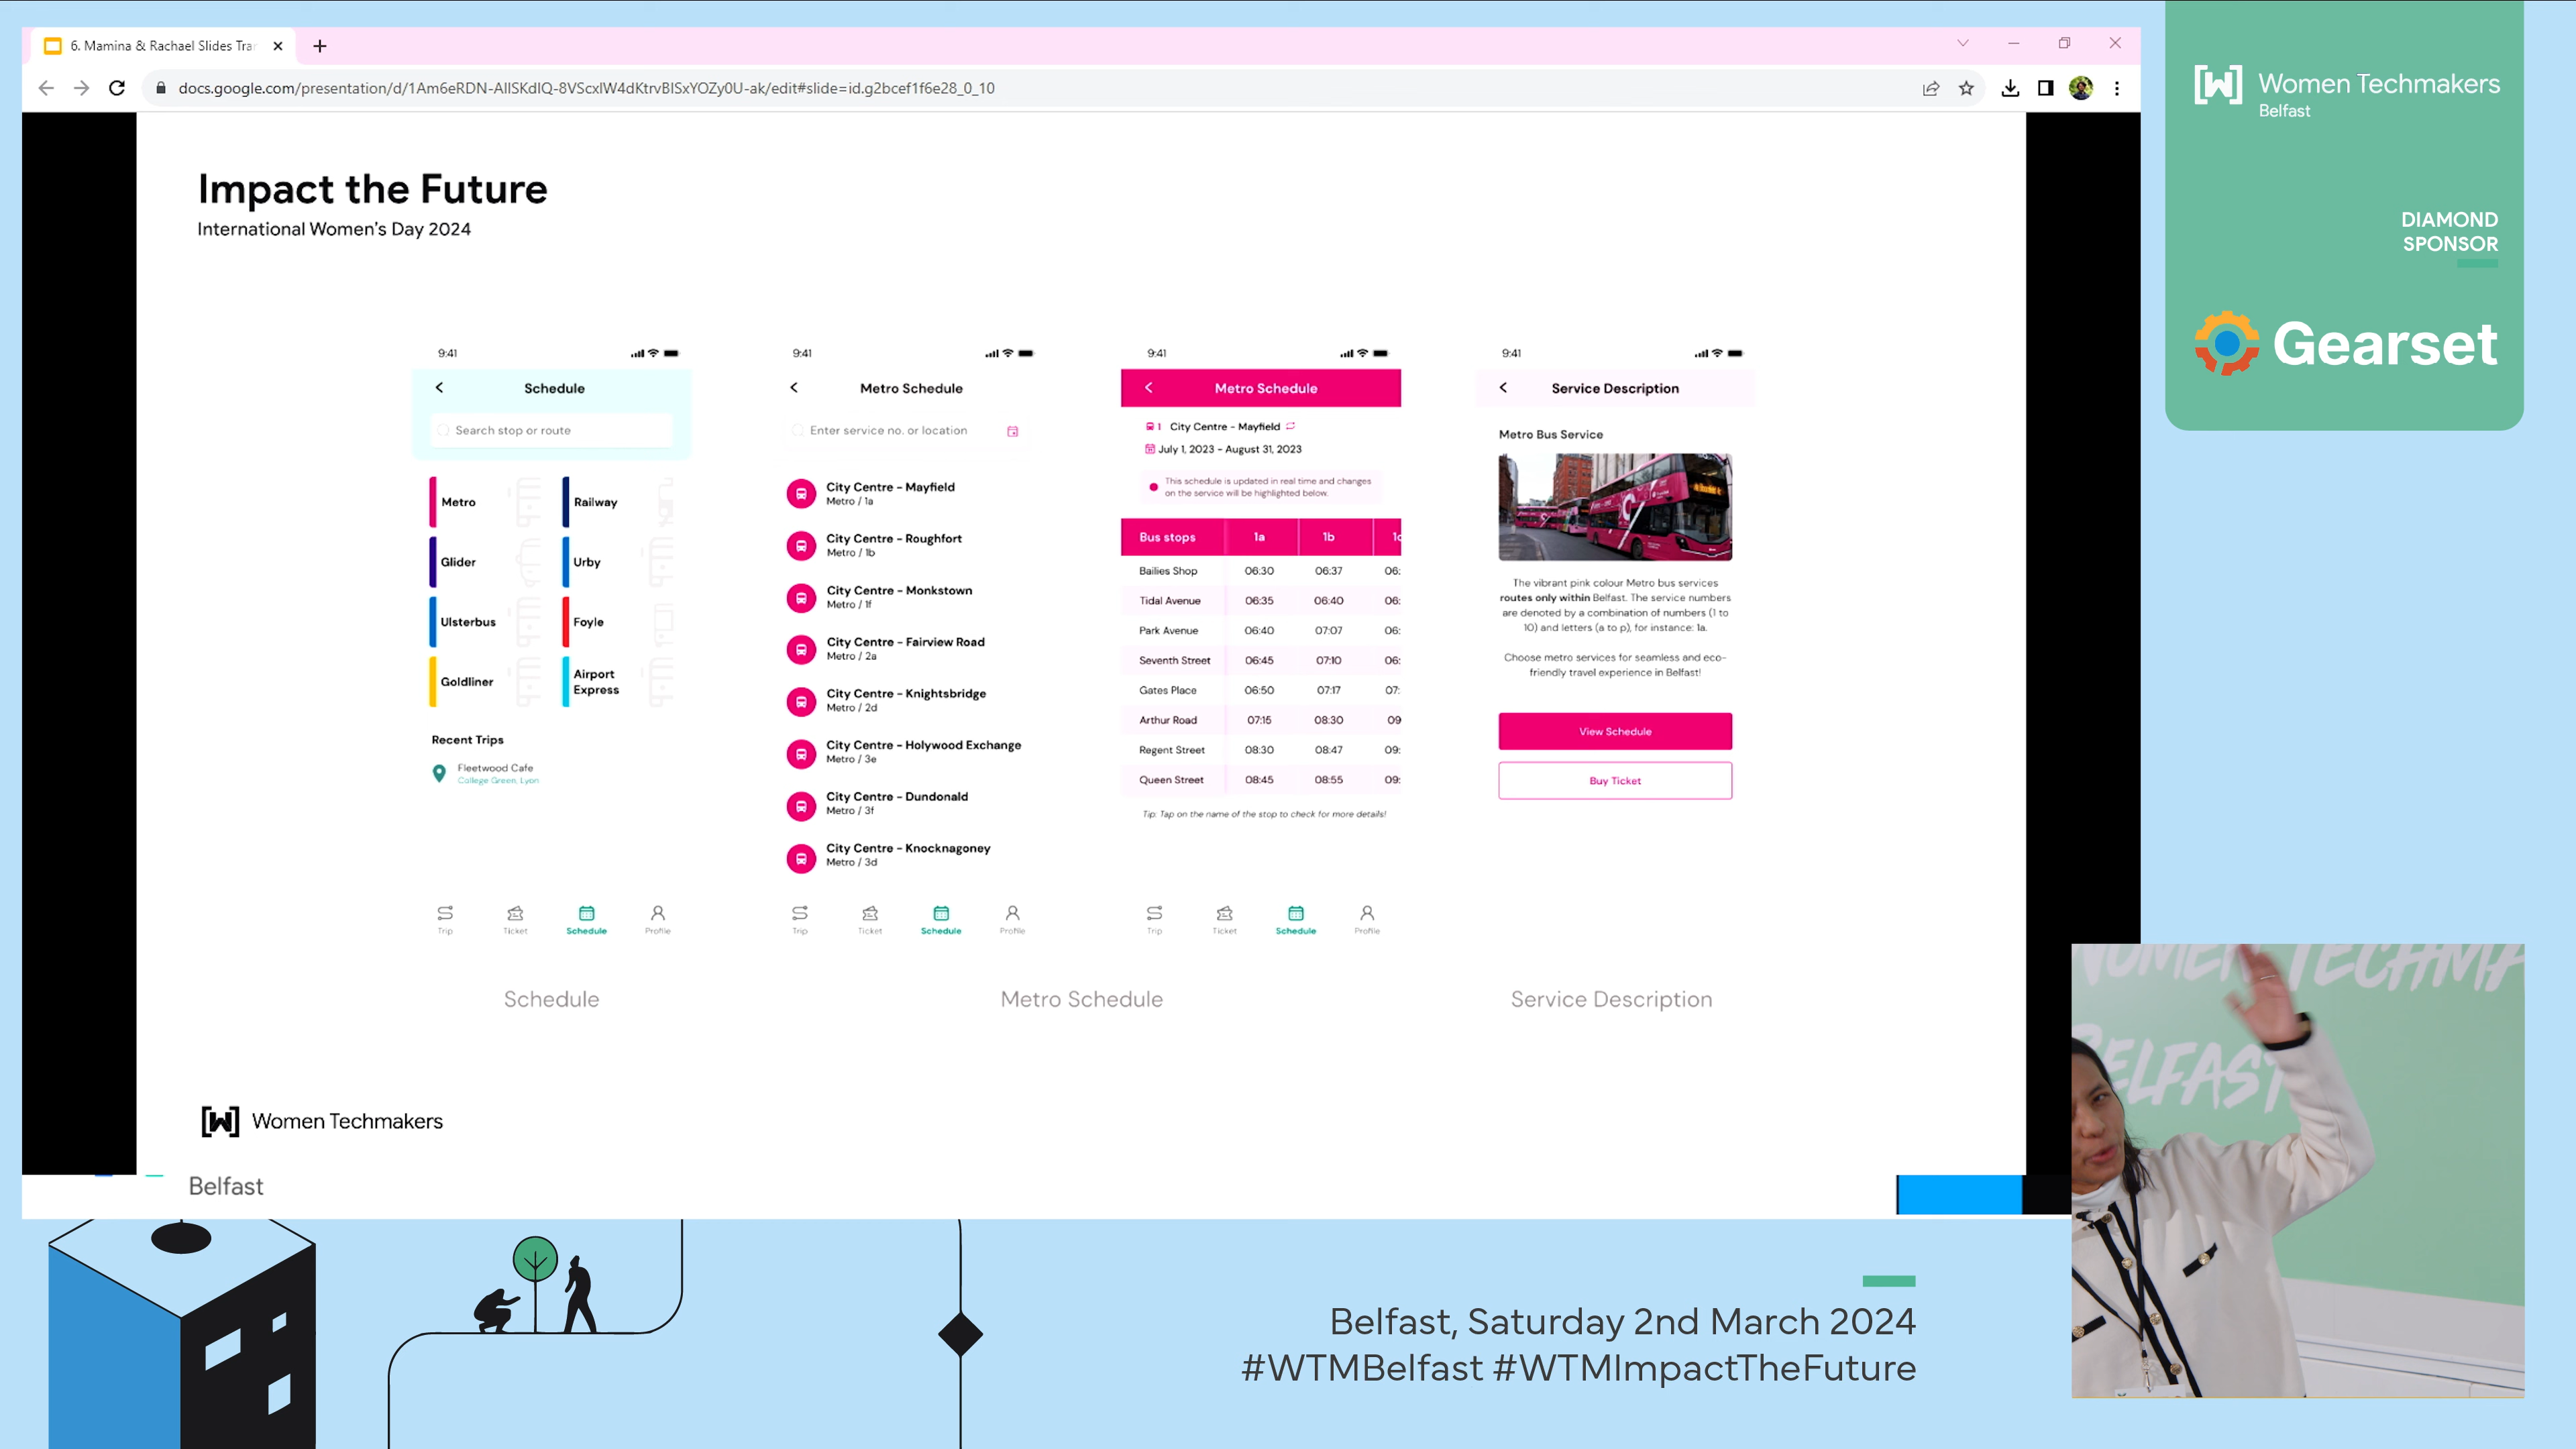 6. Mamina & Rachael Slides Tra
docs.google.com/presentation/d/1Am6eRDN-AIlSKdIQ-8VScxlW4dKtrvBISxYOZy0U-ak/edit#slide=id.g2bcef1f6e28_0_10
Women Techmakers
Belfast
DIAMOND
SPONSOR
Gearset
Impact the Future
International Women's Day 2024
9:41
Schedule
Search stop or route
Metro
Railway
Glider
Urby
Ulsterbus
Foyle
Goldliner
Airport
Express
Recent Trips
Fleetwood Cafe
College Green, Lyon
Trip
Ticket
Schedule
Profile
Schedule
9:41
Metro Schedule
Enter service no. or location
City Centre - Mayfield
Metro / 1a
City Centre - Roughfort
Metro / 1b
City Centre - Monkstown
Metro / 1f
City Centre - Fairview Road
Metro / 2a
City Centre - Knightsbridge
Metro / 2d
City Centre - Holywood Exchange
Metro / 3e
City Centre - Dundonald
Metro / 3f
City Centre - Knocknagoney
Metro / 3d
Trip
Ticket
Schedule
Profile
9:41
Metro Schedule
1 City Centre - Mayfield
July 1, 2023 - August 31, 2023
This schedule is updated in real time and changes
on the service will be highlighted below.
Bus stops 1a 1b 1c
Bailies Shop 06:30 06:37 06:
Tidal Avenue 06:35 06:40 06:
Park Avenue 06:40 07:07 06:
Seventh Street 06:45 07:10 06:
Gates Place 06:50 07:17 07:
Arthur Road 07:15 08:30 09
Regent Street 08:30 08:47 09:
Queen Street 08:45 08:55 09:
Tip: Tap on the name of the stop to check for more details!
Trip
Ticket
Schedule
Profile
Metro Schedule
9:41
Service Description
Metro Bus Service
The vibrant pink colour Metro bus services
routes only within Belfast. The service numbers
are denoted by a combination of numbers (1 to
10) and letters (a to p), for instance: 1a.
Choose metro services for seamless and eco-
friendly travel experience in Belfast!
View Schedule
Buy Ticket
Service Description
Women Techmakers
Belfast
WOMEN TECHMA
BELFAST
Belfast, Saturday 2nd March 2024
#WTMBelfast #WTMImpactTheFuture